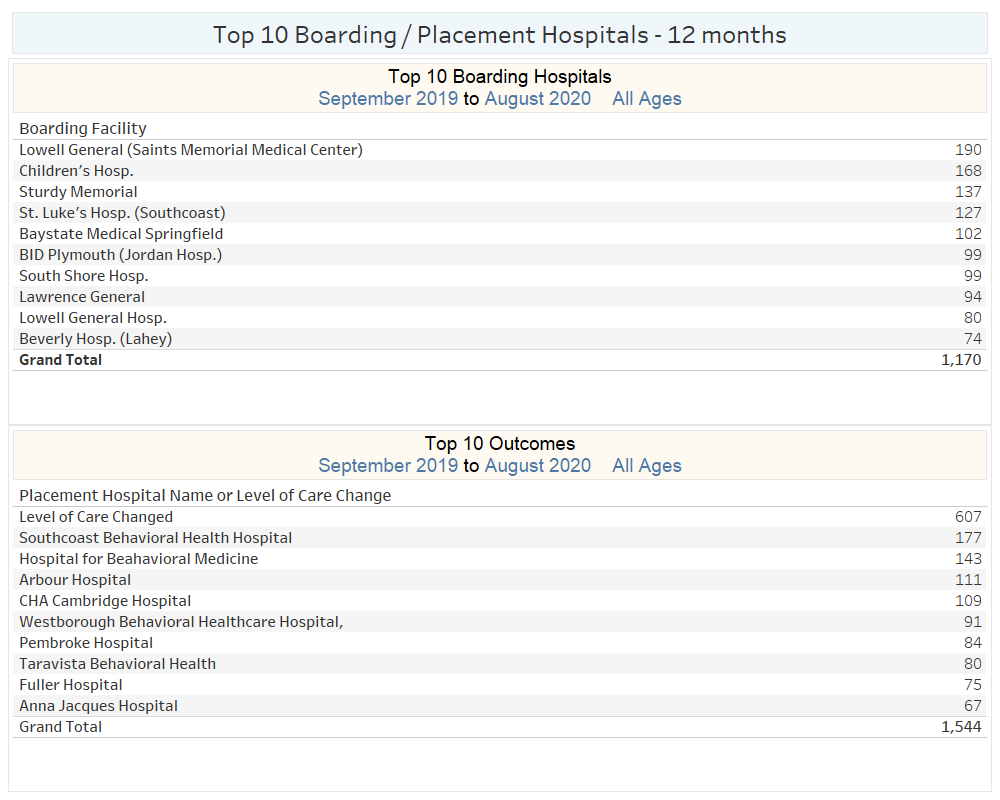 Top 10 Boarding / Placement Hospitals - 12 months
Top 10 Boarding Hospitals
September 2019 to August 2020 All Ages
Boarding Facility
Lowell General (Saints Memorial Medical Center) 190
Children's Hosp. 168
Sturdy Memorial 137
St. Luke's Hosp. (Southcoast) 127
Baystate Medical Springfield 102
BID Plymouth (Jordan Hosp.) 99
South Shore Hosp. 99
Lawrence General 94
Lowell General Hosp. 80
Beverly Hosp. (Lahey) 74
Grand Total 1,170
Top 10 Outcomes
September 2019 to August 2020 All Ages
Placement Hospital Name or Level of Care Change
Level of Care Changed 607
Southcoast Behavioral Health Hospital 177
Hospital for Beahavioral Medicine 143
Arbour Hospital 111
CHA Cambridge Hospital 109
Westborough Behavioral Healthcare Hospital, 91
Pembroke Hospital 84
Taravista Behavioral Health 80
Fuller Hospital 75
Anna Jacques Hospital 67
Grand Total 1,544